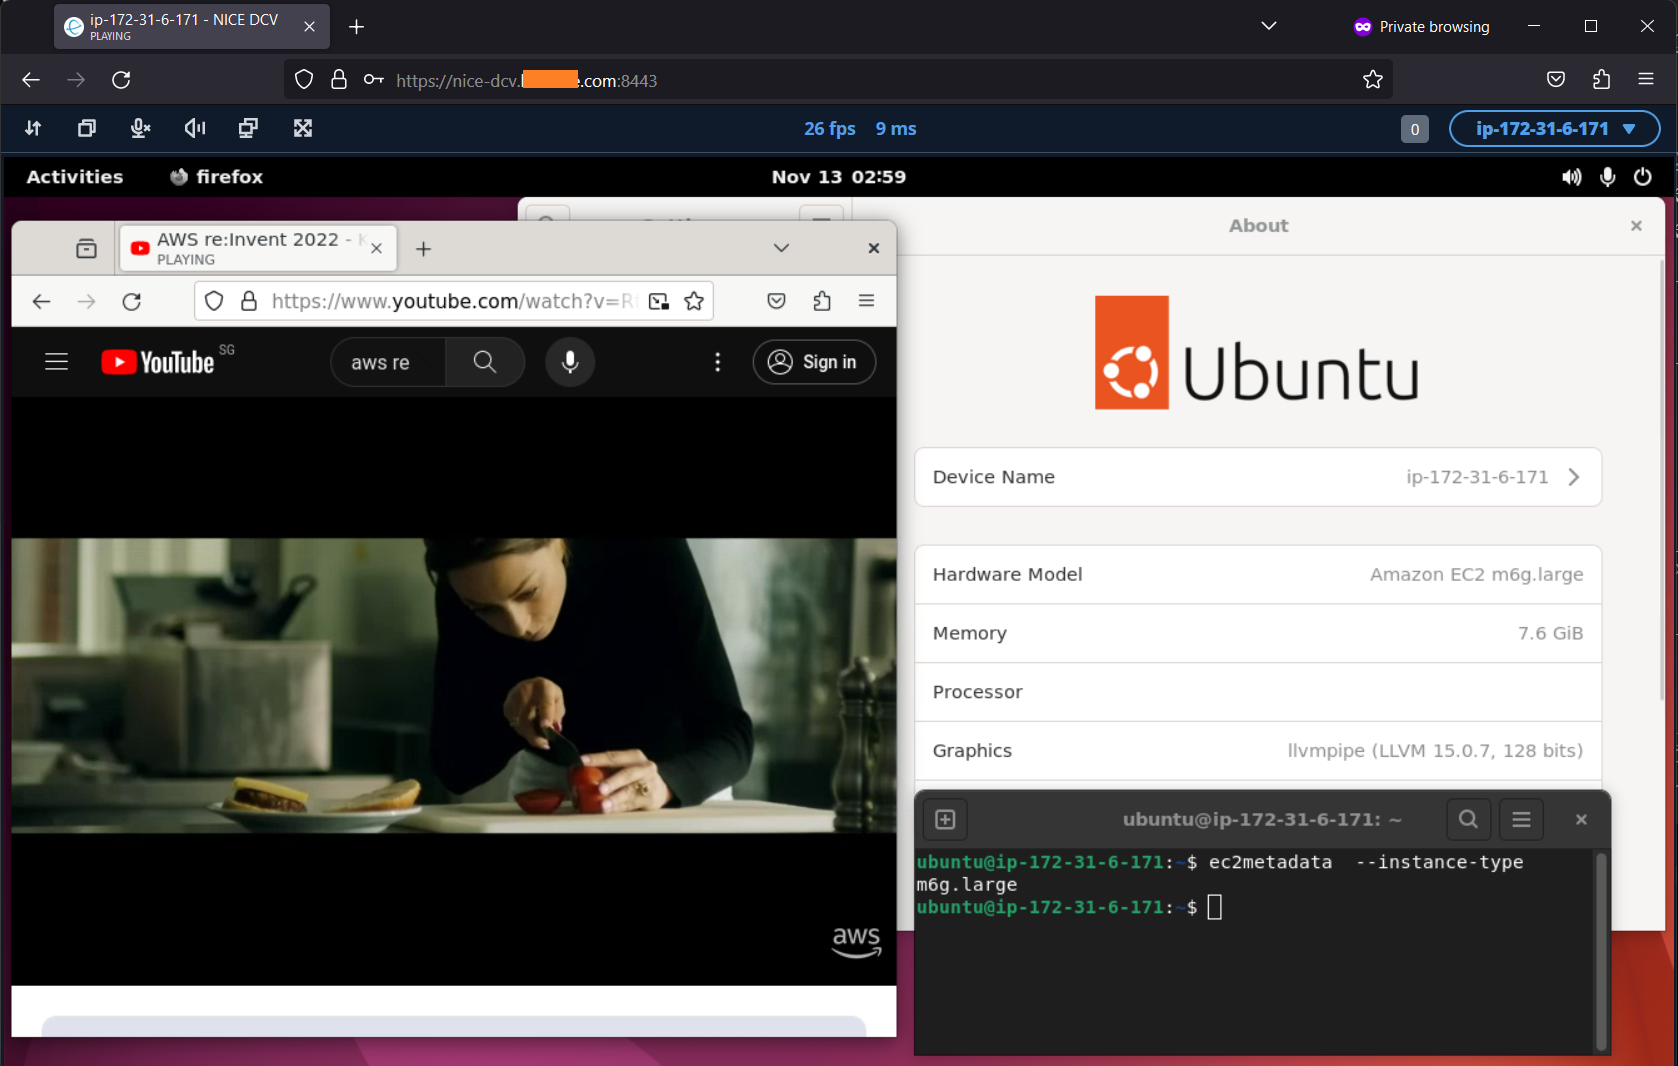 ip-172-31-6-171 - NICE DCV
PLAYING
Private browsing
https://nice-dcv.
.com:8443
26 fps 9 ms
0
ip-172-31-6-171
Activities
firefox
Nov 13 02:59
About
AWS re:Invent 2022 -
PLAYING
https://www.youtube.com/watch?v=R
YouTube SG
aws re
Sign in
aws
Ubuntu
Device Name
ip-172-31-6-171
Hardware Model
Amazon EC2 m6g.large
Memory
7.6 GiB
Processor
Graphics
llvmpipe (LLVM 15.0.7, 128 bits)
ubuntu@ip-172-31-6-171: ~
ubuntu@ip-172-31-6-171:~$ ec2metadata --instance-type
m6g.large
ubuntu@ip-172-31-6-171:~$